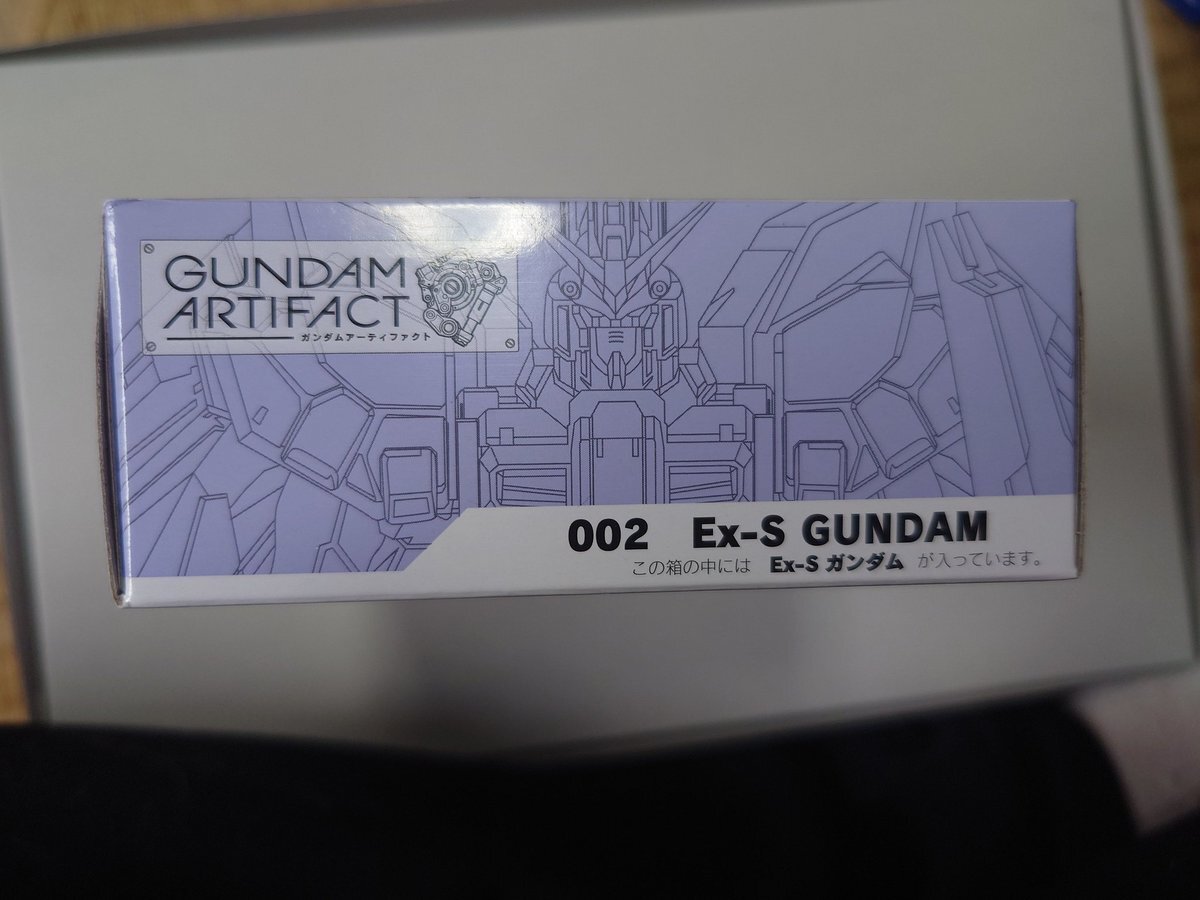 GUNDAM
ARTIFACT
ガンダムアーティファクト
002 Ex-S GUNDAM
この箱の中には Ex-S ガンダム が入っています。